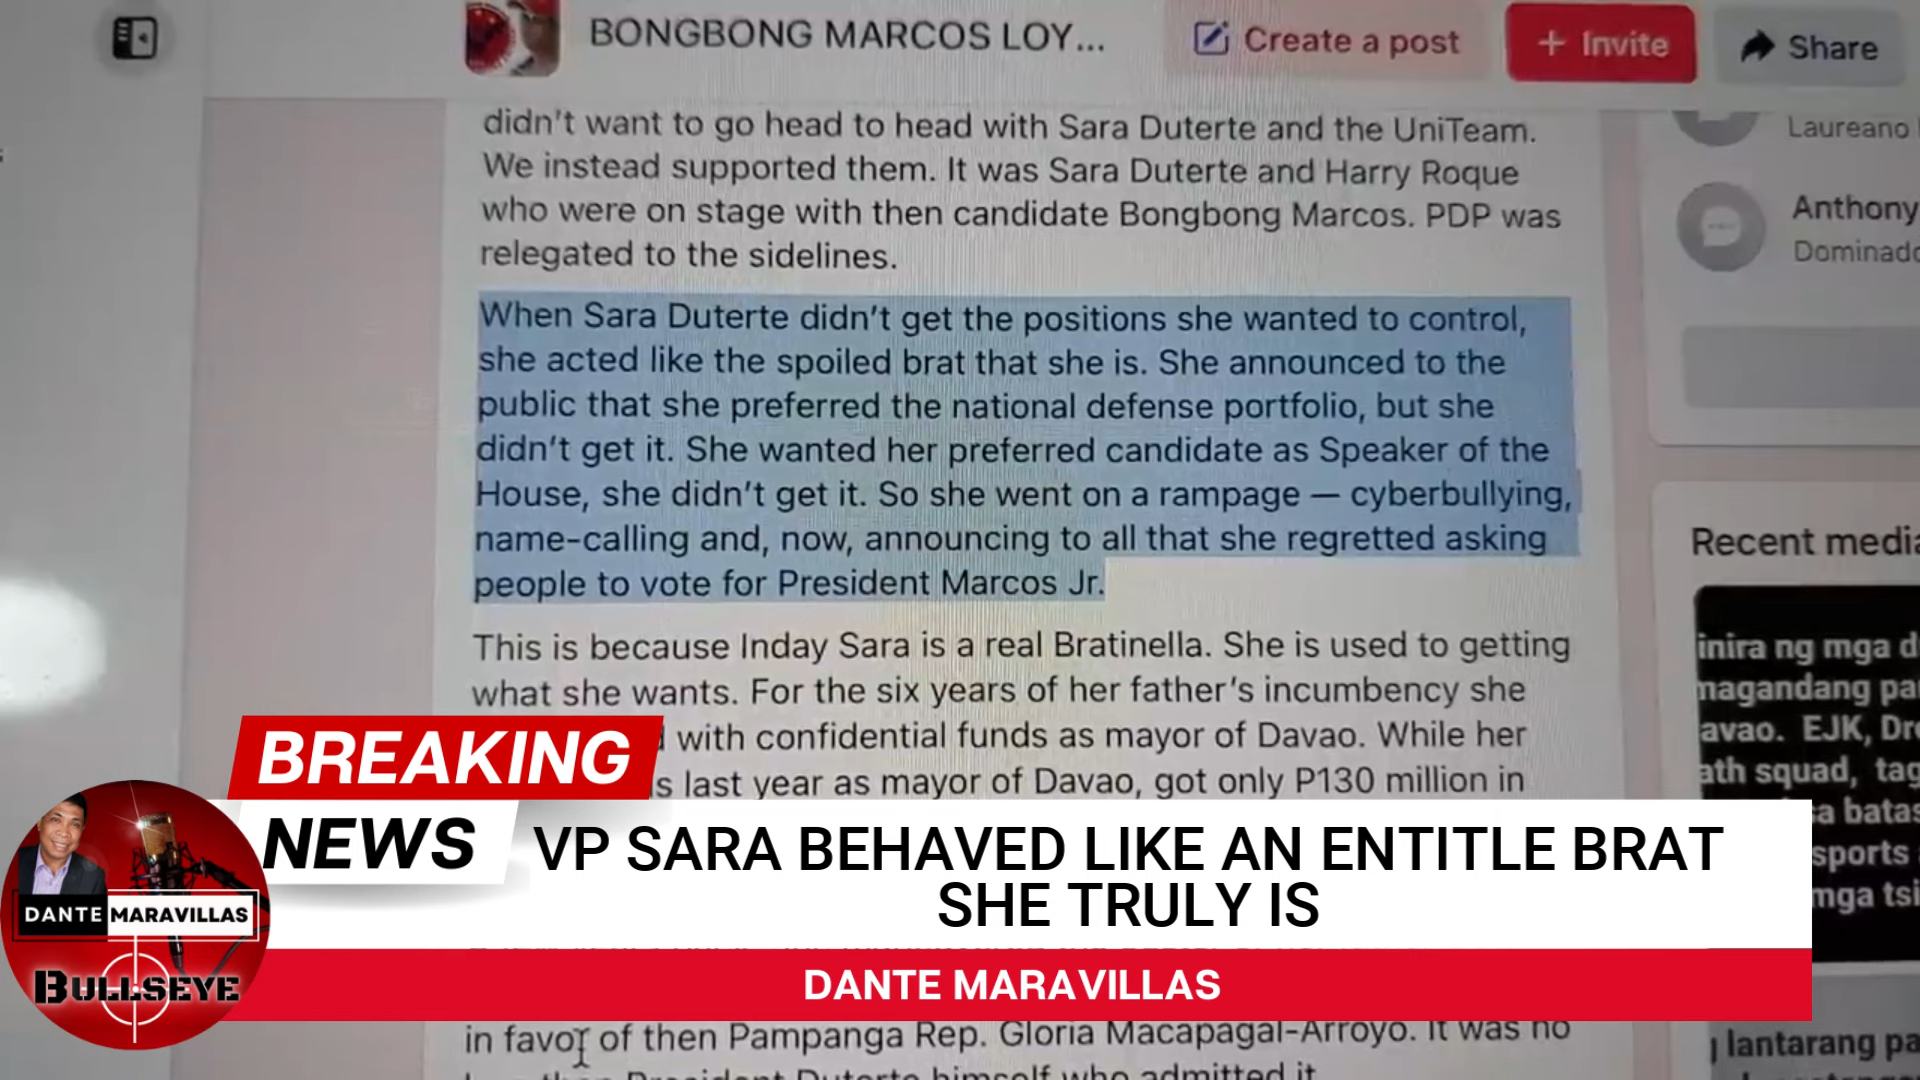 BONGBONG MARCOS LOY...
Create a post
+ Invite
Share
didn't want to go head to head with Sara Duterte and the UniTeam.
We instead supported them. It was Sara Duterte and Harry Roque
who were on stage with then candidate Bongbong Marcos. PDP was
relegated to the sidelines.
When Sara Duterte didn't get the positions she wanted to control,
she acted like the spoiled brat that she is. She announced to the
public that she preferred the national defense portfolio, but she
didn't get it. She wanted her preferred candidate as Speaker of the
House, she didn't get it. So she went on a rampage — cyberbullying,
name-calling and, now, announcing to all that she regretted asking
people to vote for President Marcos Jr.
This is because Inday Sara is a real Bratinella. She is used to getting
what she wants. For the six years of her father's incumbency she
with confidential funds as mayor of Davao. While her
last year as mayor of Davao, got only P130 million in
in favor of then Pampanga Rep. Gloria Macapagal-Arroyo. It was no
President Duterte himself who admitted it
Laureano
Anthony
Recent media
inira ng mga d
magandang pa
avao. EJK, Dr
ath squad, tag
a batas
sports
mga tsi
lantarang pa
BREAKING
NEWS
VP SARA BEHAVED LIKE AN ENTITLE BRAT
SHE TRULY IS
DANTE MARAVILLAS
DANTE MARAVILLAS
BULLSEYE